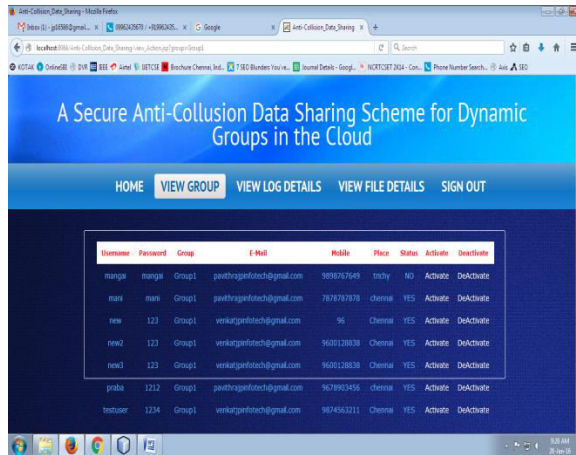 Anti-Collision_Data_Sharing - Mozilla Firefox
Anti-Collision_Data_Sharing
Google
Search
A Secure Anti-Collusion Data Sharing Scheme for Dynamic
Groups in the Cloud
HOME VIEW GROUP VIEW LOG DETAILS VIEW FILE DETAILS SIGN OUT
Username Password Group E-Mail Mobile Place Status Activate Deactivate
mangai mangai Group1 pavithrajpinfotech@gmail.com 9898767649 trichy NO Activate DeActivate
mani mani Group1 pavithrajpinfotech@gmail.com 7878787878 chennai YES Activate DeActivate
new 123 Group1 venkatjpinfotech@gmail.com 96 Chennai YES Activate DeActivate
new2 123 Group1 venkatjpinfotech@gmail.com 9600128838 Chennai YES Activate DeActivate
new3 123 Group1 venkatjpinfotech@gmail.com 9600128838 Chennai YES Activate DeActivate
praba 1212 Group1 pavithrajpinfotech@gmail.com 9678903456 chennai YES Activate DeActivate
testuser 1234 Group1 venkatjpinfotech@gmail.com 9874563211 Chennai YES Activate DeActivate